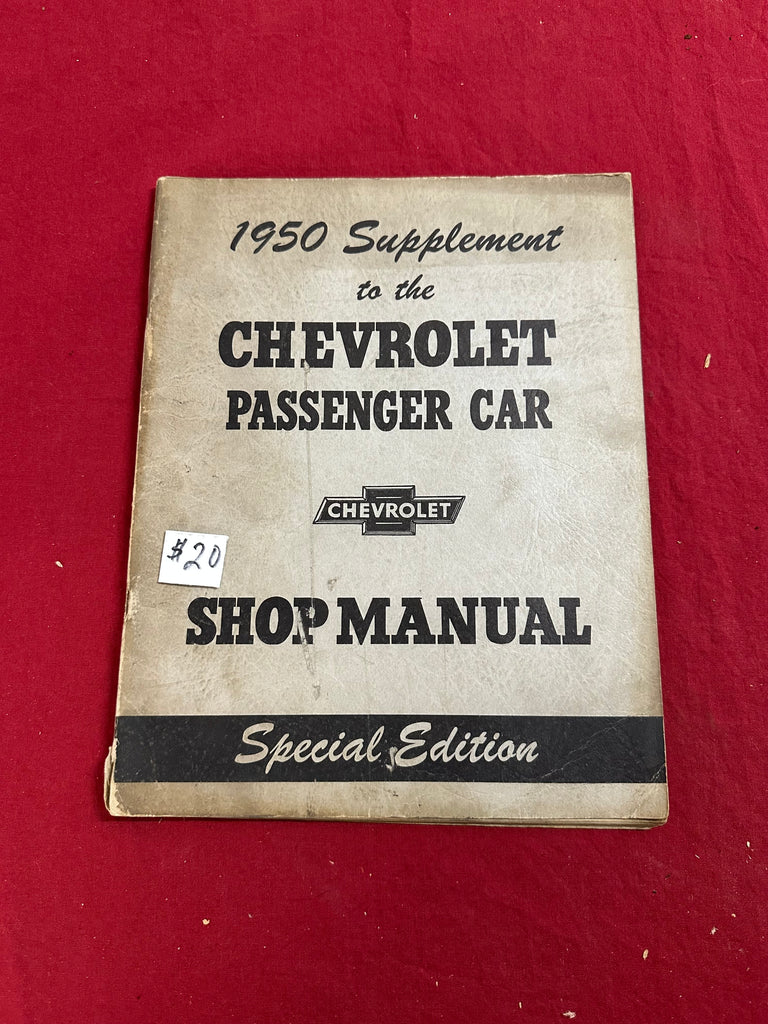 1950 Supplement
to the
CHEVROLET
PASSENGER CAR
CHEVROLET
$20
SHOP MANUAL
Special Edition